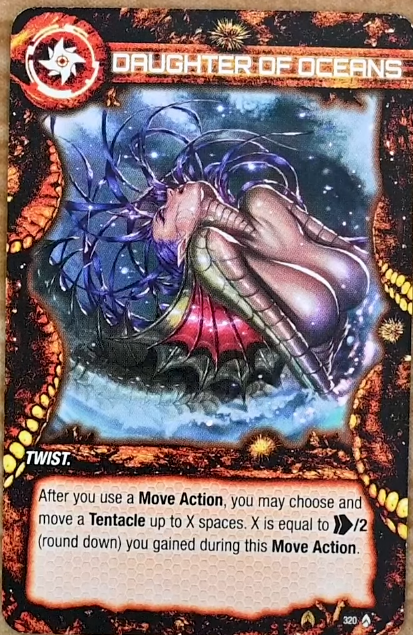 DAUGHTER OF OCEANS
TWIST.
After you use a Move Action, you may choose and
move a Tentacle up to X spaces. X is equal to /2
(round down) you gained during this Move Action.
320